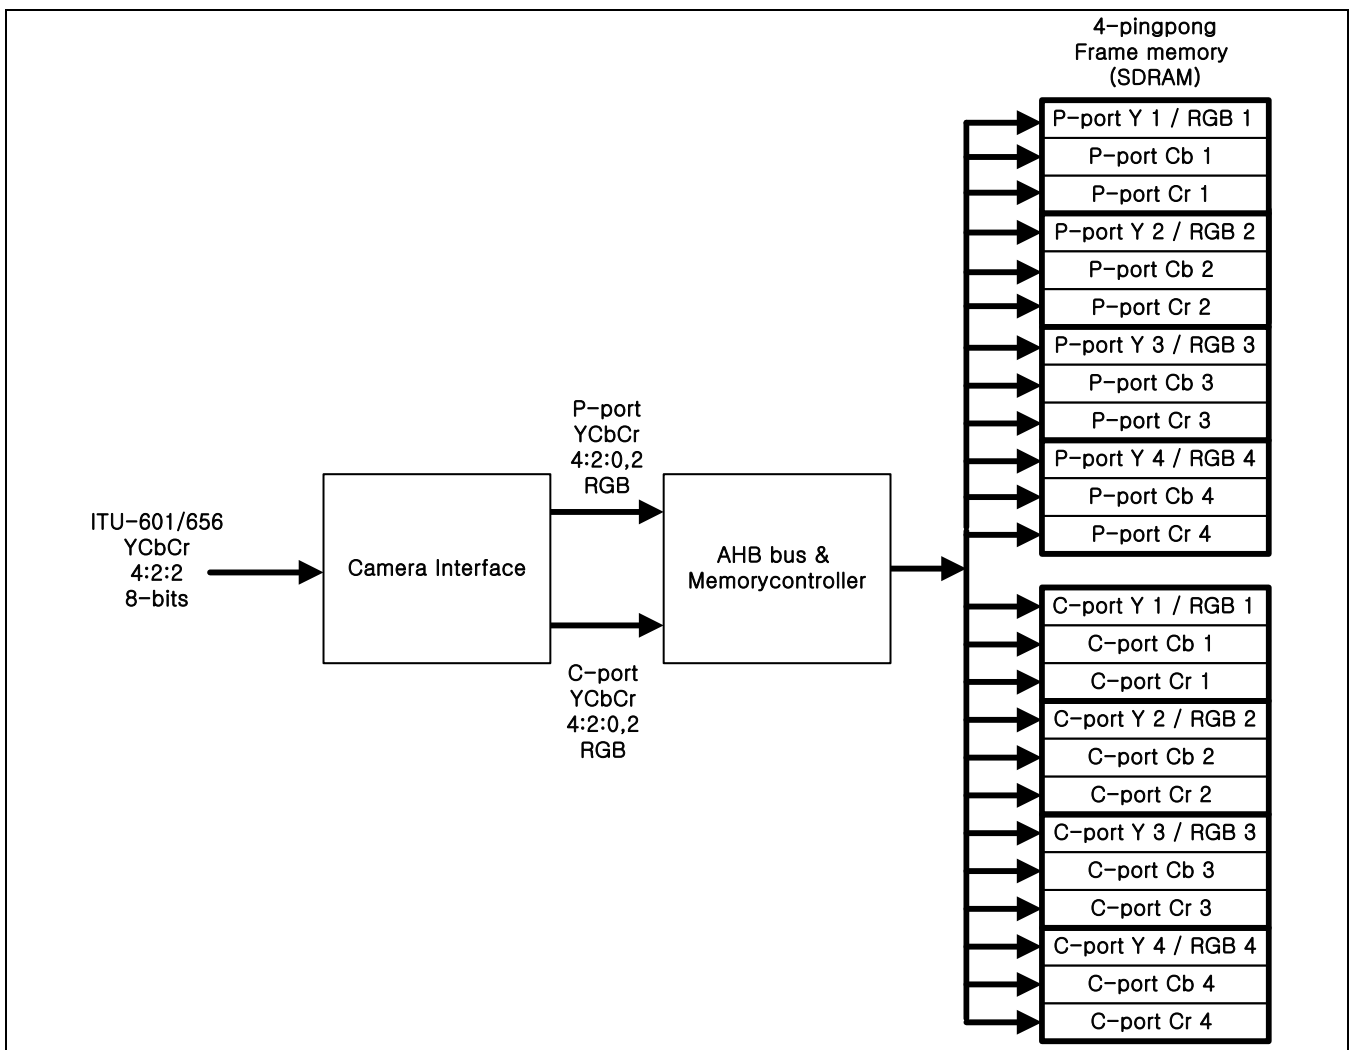 4-pingpong
Frame memory
(SDRAM)
P-port Y 1 / RGB 1
P-port Cb 1
P-port Cr 1
P-port Y 2 / RGB 2
P-port Cb 2
P-port Cr 2
P-port Y 3 / RGB 3
P-port Cb 3
P-port Cr 3
P-port Y 4 / RGB 4
P-port Cb 4
P-port Cr 4
ITU-601/656
YCbCr
4:2:2
8-bits
Camera Interface
P-port
YCbCr
4:2:0,2
RGB
C-port
YCbCr
4:2:0,2
RGB
AHB bus &
Memorycontroller
C-port Y 1 / RGB 1
C-port Cb 1
C-port Cr 1
C-port Y 2 / RGB 2
C-port Cb 2
C-port Cr 2
C-port Y 3 / RGB 3
C-port Cb 3
C-port Cr 3
C-port Y 4 / RGB 4
C-port Cb 4
C-port Cr 4